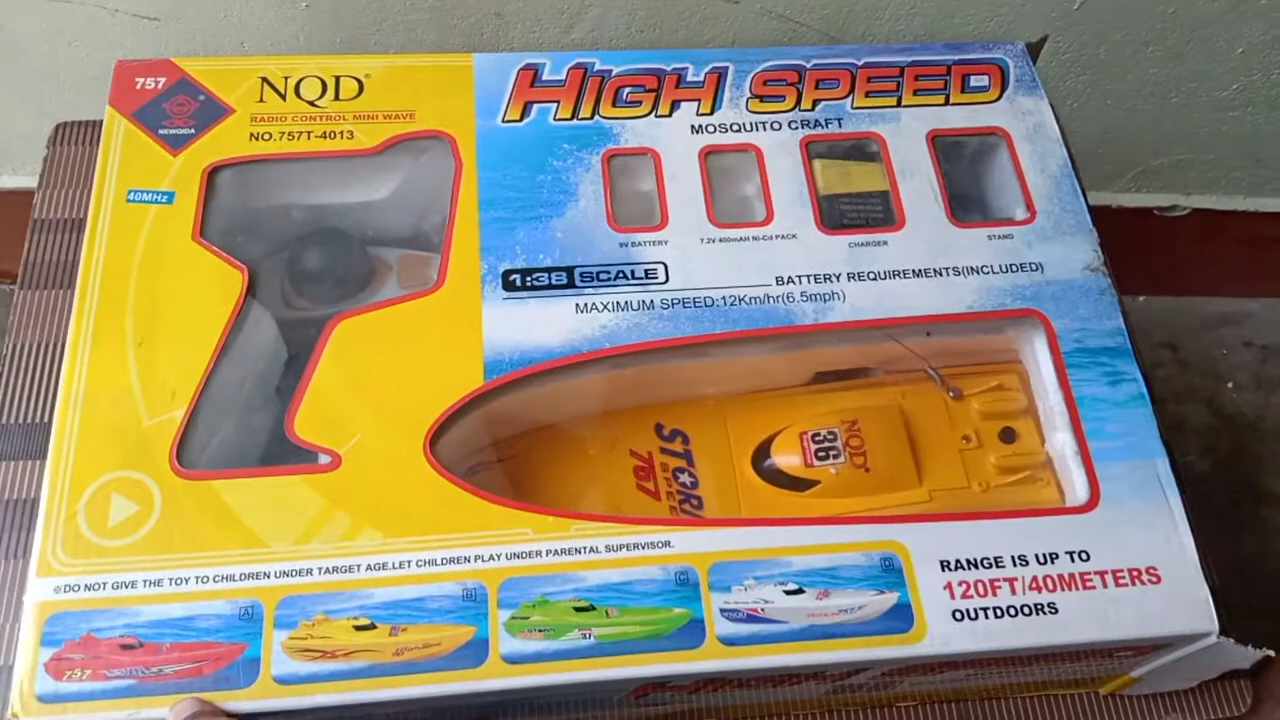 757
NEWQIDA
NQD®
RADIO CONTROL MINI WAVE
NO.757T-4013
40MHz
HIGH SPEED
MOSQUITO CRAFT
9V BATTERY
7.2V 400mAH Ni-Cd PACK
CHARGER
STAND
1:38 SCALE
BATTERY REQUIREMENTS(INCLUDED)
MAXIMUM SPEED:12Km/hr(6.5mph)
NQD®
36
767
※DO NOT GIVE THE TOY TO CHILDREN UNDER TARGET AGE.LET CHILDREN PLAY UNDER PARENTAL SUPERVISOR.
A
B
C
D
757
37
NQD
RANGE IS UP TO
120FT/40METERS
OUTDOORS